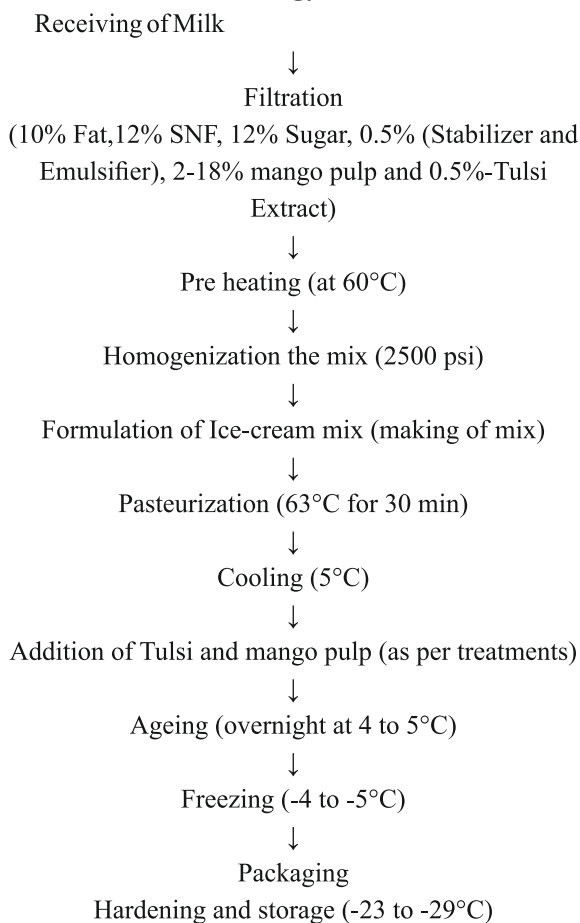 Receiving of Milk
↓
Filtration
(10% Fat,12% SNF, 12% Sugar, 0.5% (Stabilizer and
Emulsifier), 2-18% mango pulp and 0.5%-Tulsi
Extract)
↓
Pre heating (at 60°C)
↓
Homogenization the mix (2500 psi)
↓
Formulation of Ice-cream mix (making of mix)
↓
Pasteurization (63°C for 30 min)
↓
Cooling (5°C)
↓
Addition of Tulsi and mango pulp (as per treatments)
↓
Ageing (overnight at 4 to 5°C)
↓
Freezing (-4 to -5°C)
↓
Packaging
Hardening and storage (-23 to -29°C)